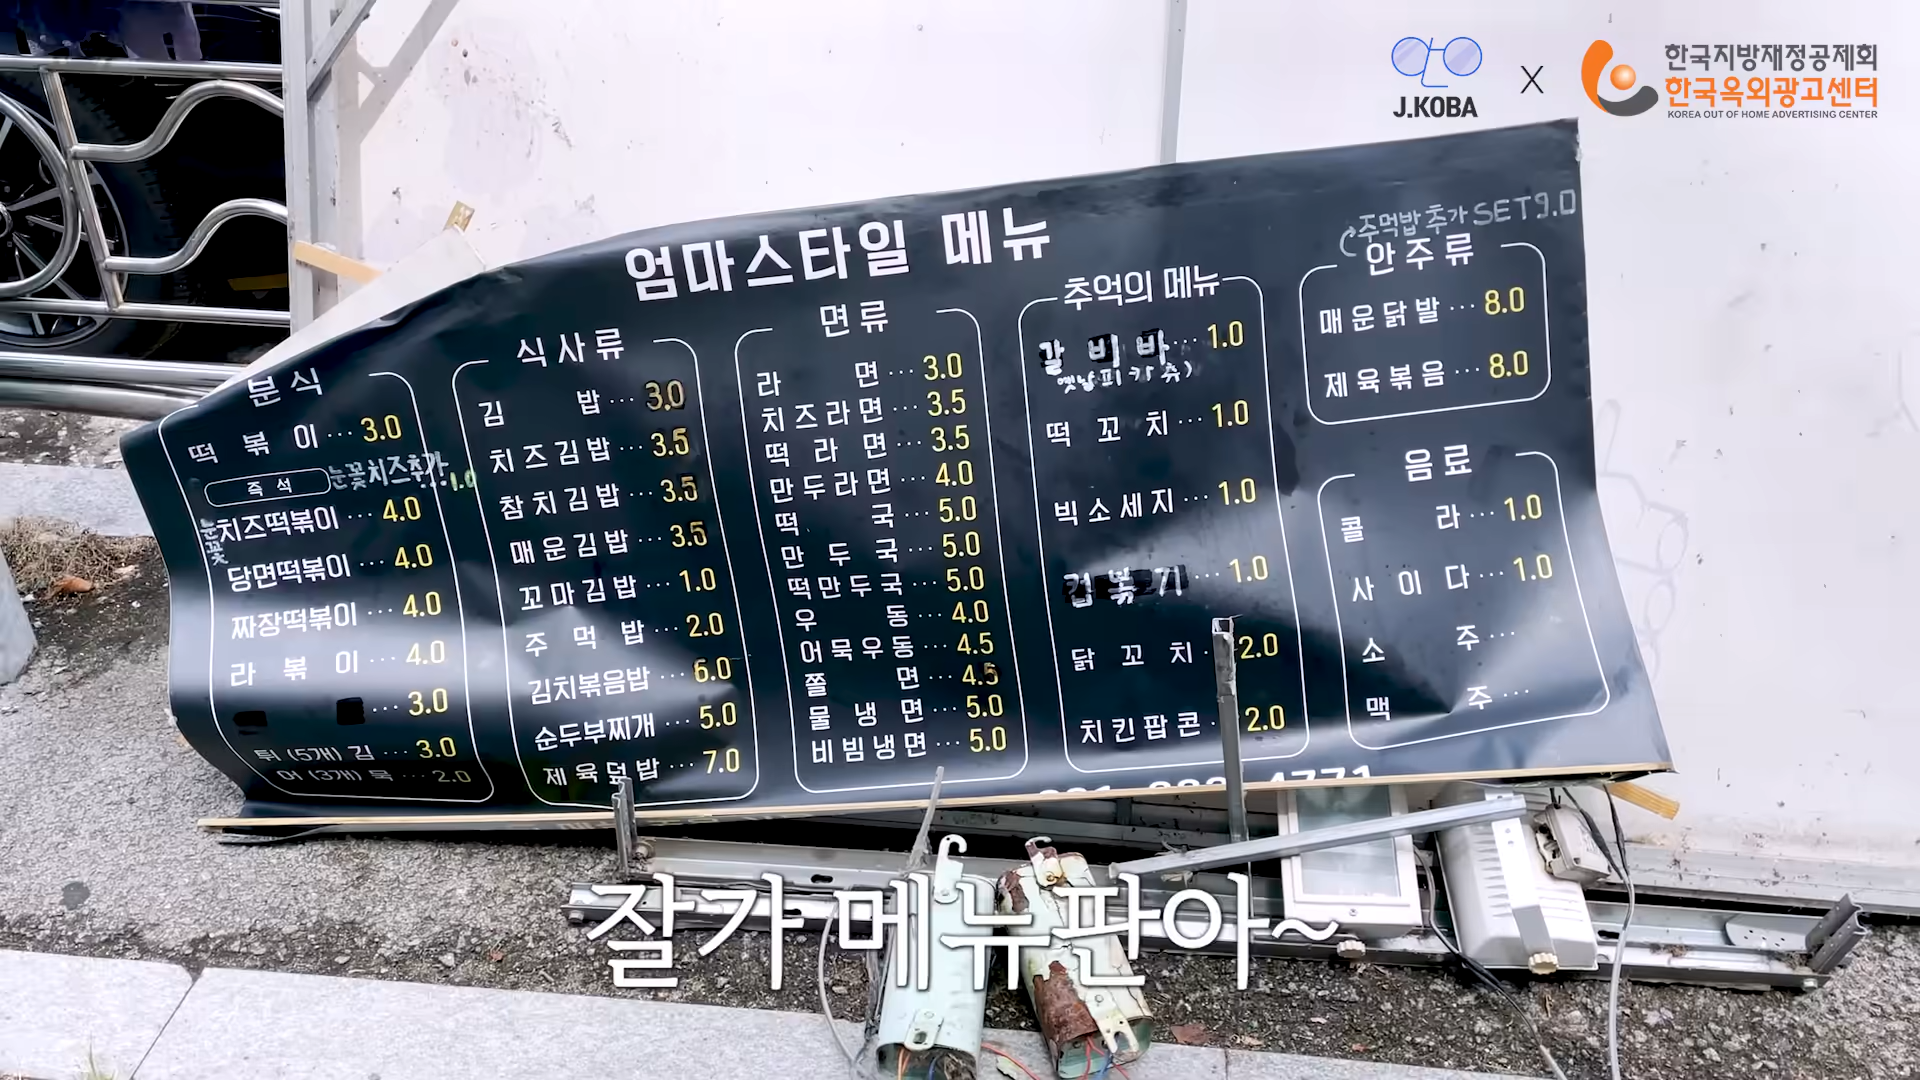 J.KOBA
X
한국지방재정공제회
한국옥외광고센터
KOREA OUT OF HOME ADVERTISING CENTER
엄마스타일 메뉴
분식
떡볶이 ··· 3.0
즉석
눈꽃치즈추가 ··· 1.0
눈꽃치즈떡볶이 ··· 4.0
당면떡볶이 ··· 4.0
짜장떡볶이 ··· 4.0
라볶이 ··· 4.0
··· 3.0
튀 (5개) 김 ··· 3.0
어 (3개) 묵 ··· 2.0
식사류
김밥 ··· 3.0
치즈김밥 ··· 3.5
참치김밥 ··· 3.5
매운김밥 ··· 3.5
꼬마김밥 ··· 1.0
주먹밥 ··· 2.0
김치볶음밥 ··· 6.0
순두부찌개 ··· 5.0
제육덮밥 ··· 7.0
면류
라면 ··· 3.0
치즈라면 ··· 3.5
떡라면 ··· 3.5
만두라면 ··· 4.0
떡국 ··· 5.0
만두국 ··· 5.0
떡만두국 ··· 5.0
우동 ··· 4.0
어묵우동 ··· 4.5
쫄면 ··· 4.5
물냉면 ··· 5.0
비빔냉면 ··· 5.0
추억의 메뉴
갈비바 ··· 1.0
옛날피카츄)
떡꼬치 ··· 1.0
빅소세지 ··· 1.0
컵볶기 ··· 1.0
닭꼬치 ·· 2.0
치킨팝콘 ·· 2.0
주먹밥 추가 SET 9.0
안주류
매운닭발 ··· 8.0
제육볶음 ··· 8.0
음료
콜라 ··· 1.0
사이다 ··· 1.0
소주 ···
맥주 ···
잘가 메뉴판아~